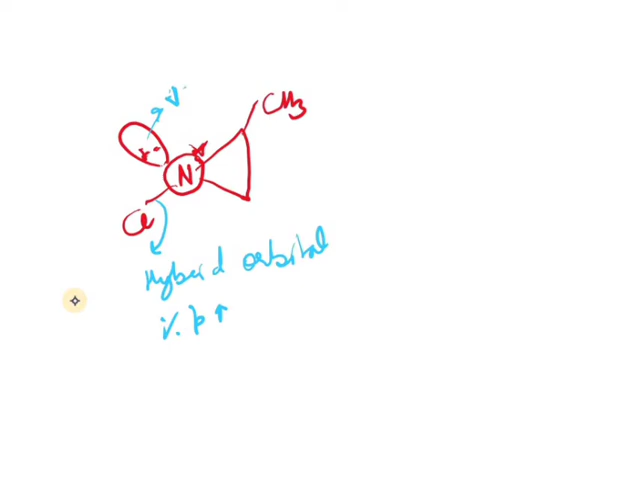 CH3
N
Cl
Hybrid orbital
%. p ↑